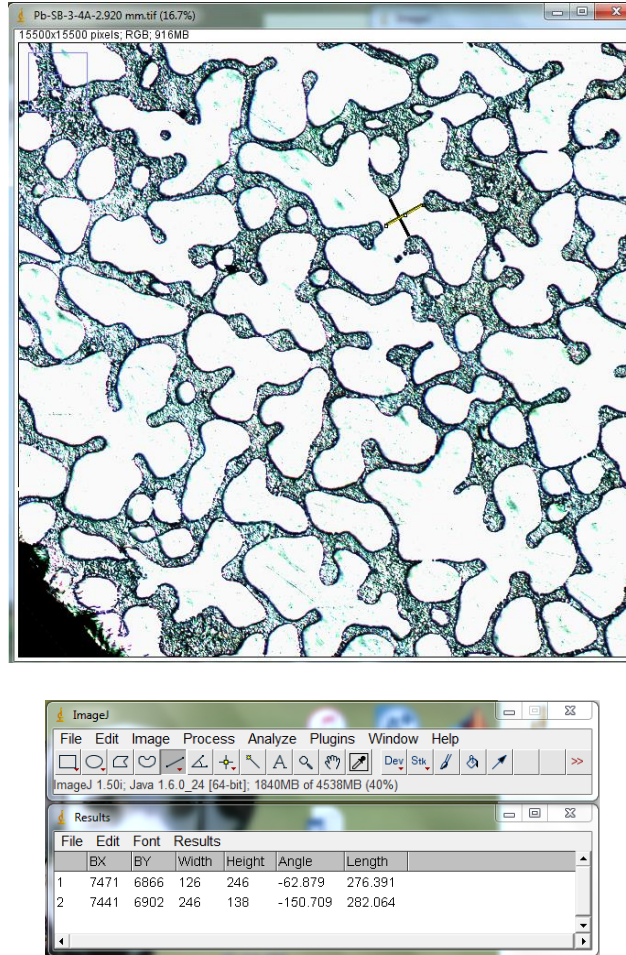 Pb-SB-3-4A-2.920 mm.tif (16.7%)
15500x15500 pixels; RGB; 916MB
ImageJ
File Edit Image Process Analyze Plugins Window Help
Dev Stk >>
ImageJ 1.50i; Java 1.6.0_24 [64-bit]; 1840MB of 4538MB (40%)
Results
File Edit Font Results
BX BY Width Height Angle Length
1 7471 6866 126 246 -62.879 276.391
2 7441 6902 246 138 -150.709 282.064